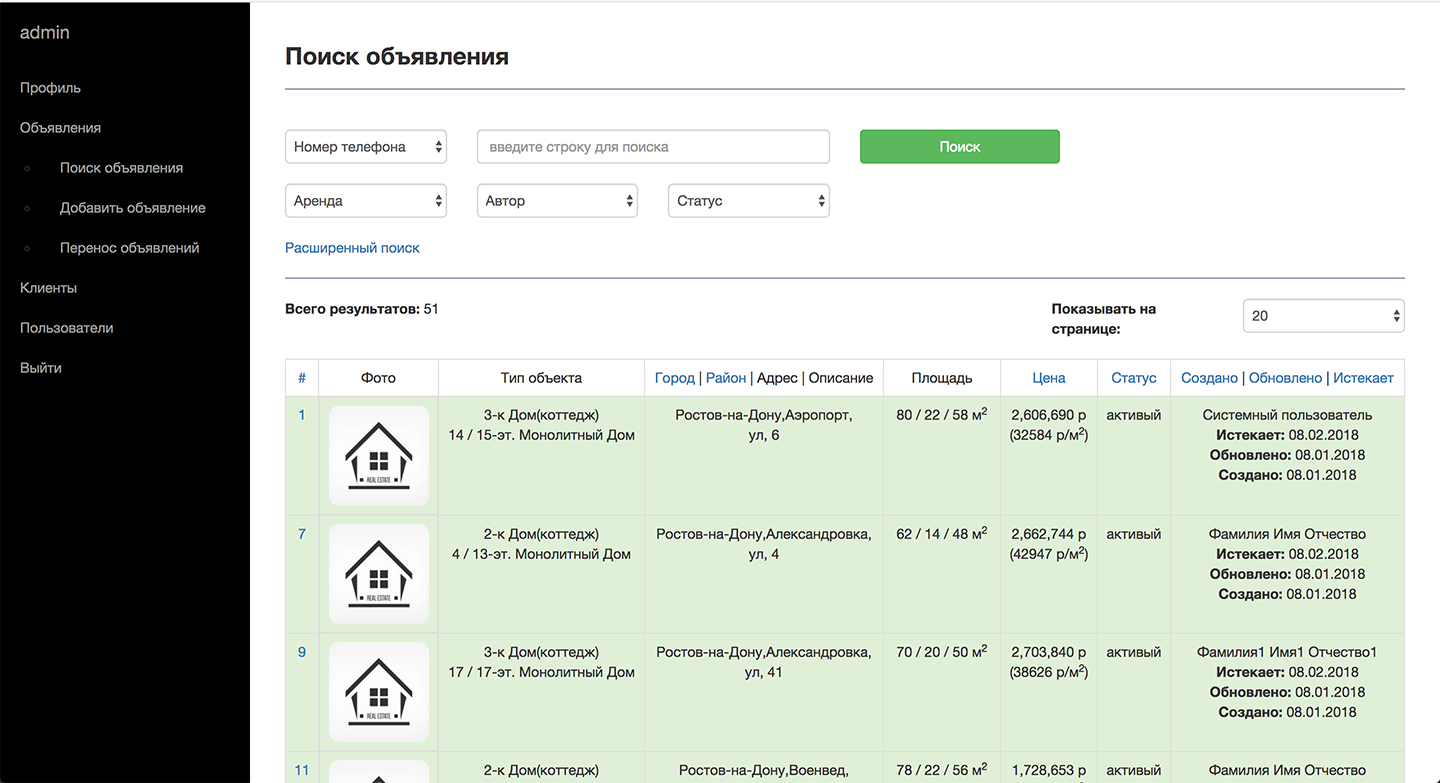 admin
Профиль
Объявления
Поиск объявления
Добавить объявление
Перенос объявлений
Клиенты
Пользователи
Выйти
Поиск объявления
Номер телефона введите строку для поиска Поиск
Аренда Автор Статус
Расширенный поиск
Всего результатов: 51 Показывать на
странице: 20
# Фото Тип объекта Город | Район | Адрес | Описание Площадь Цена Статус Создано | Обновлено | Истекает
1 REAL ESTATE 3-к Дом(коттедж) Ростов-на-Дону,Аэропорт, 80 / 22 / 58 м² 2,606,690 р активый Системный пользователь
14 / 15-эт. Монолитный Дом ул, 6 (32584 р/м²) Истекает: 08.02.2018
Обновлено: 08.01.2018
Создано: 08.01.2018
7 REAL ESTATE 2-к Дом(коттедж) Ростов-на-Дону,Александровка, 62 / 14 / 48 м² 2,662,744 р активый Фамилия Имя Отчество
4 / 13-эт. Монолитный Дом ул, 4 (42947 р/м²) Истекает: 08.02.2018
Обновлено: 08.01.2018
Создано: 08.01.2018
9 REAL ESTATE 3-к Дом(коттедж) Ростов-на-Дону,Александровка, 70 / 20 / 50 м² 2,703,840 р активый Фамилия1 Имя1 Отчество1
17 / 17-эт. Монолитный Дом ул, 41 (38626 р/м²) Истекает: 08.02.2018
Обновлено: 08.01.2018
Создано: 08.01.2018
11 2-к Дом(коттедж) Ростов-на-Дону,Военвед, 78 / 22 / 56 м² 1,728,653 р активый Фамилия Имя Отчество